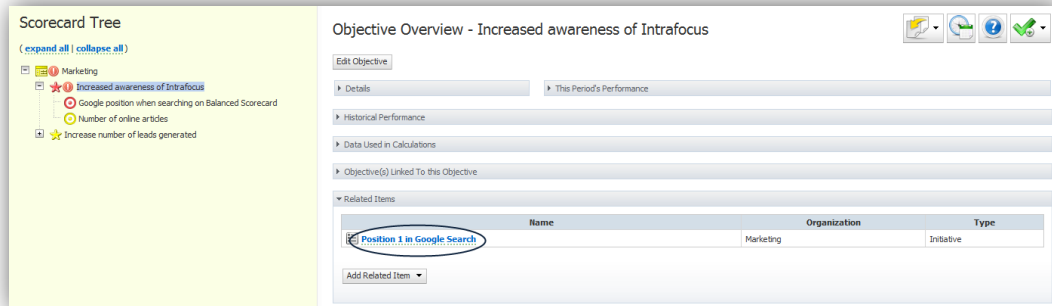 Scorecard Tree
( expand all | collapse all )
Marketing
Increased awareness of Intrafocus
Google position when searching on Balanced Scorecard
Number of online articles
Increase number of leads generated
Objective Overview - Increased awareness of Intrafocus
Edit Objective
Details
This Period's Performance
Historical Performance
Data Used in Calculations
Objective(s) Linked To this Objective
Related Items
Name Organization Type
Position 1 in Google Search Marketing Initiative
Add Related Item